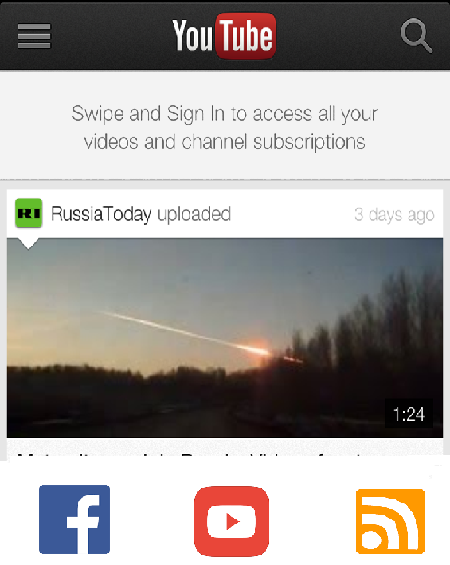 YouTube
Swipe and Sign In to access all your
videos and channel subscriptions
RT RussiaToday uploaded 3 days ago
1:24